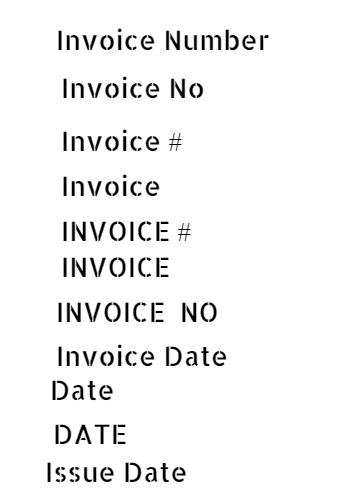 Invoice Number
Invoice No
Invoice #
Invoice
INVOICE #
INVOICE
INVOICE NO
Invoice Date
Date
DATE
Issue Date